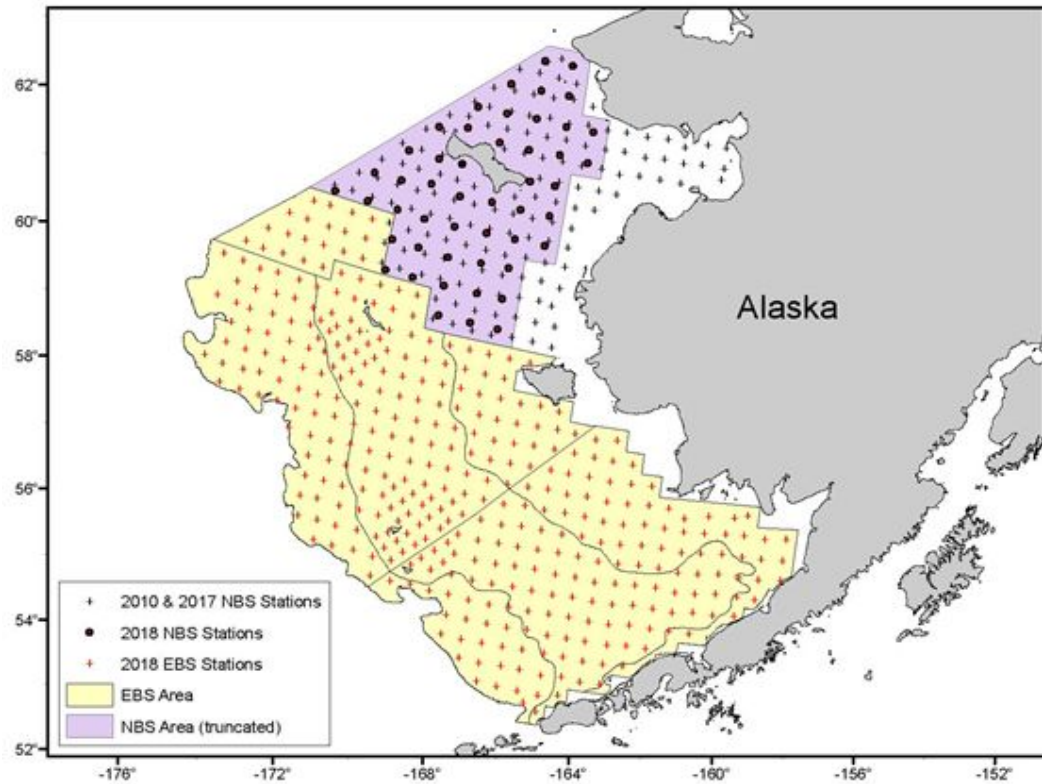 62°
60°
58°
56°
54°
52°
Alaska
2010 & 2017 NBS Stations
2018 NBS Stations
2018 EBS Stations
EBS Area
NBS Area (truncated)
-176° -172° -168° -164° -160° -156° -152°